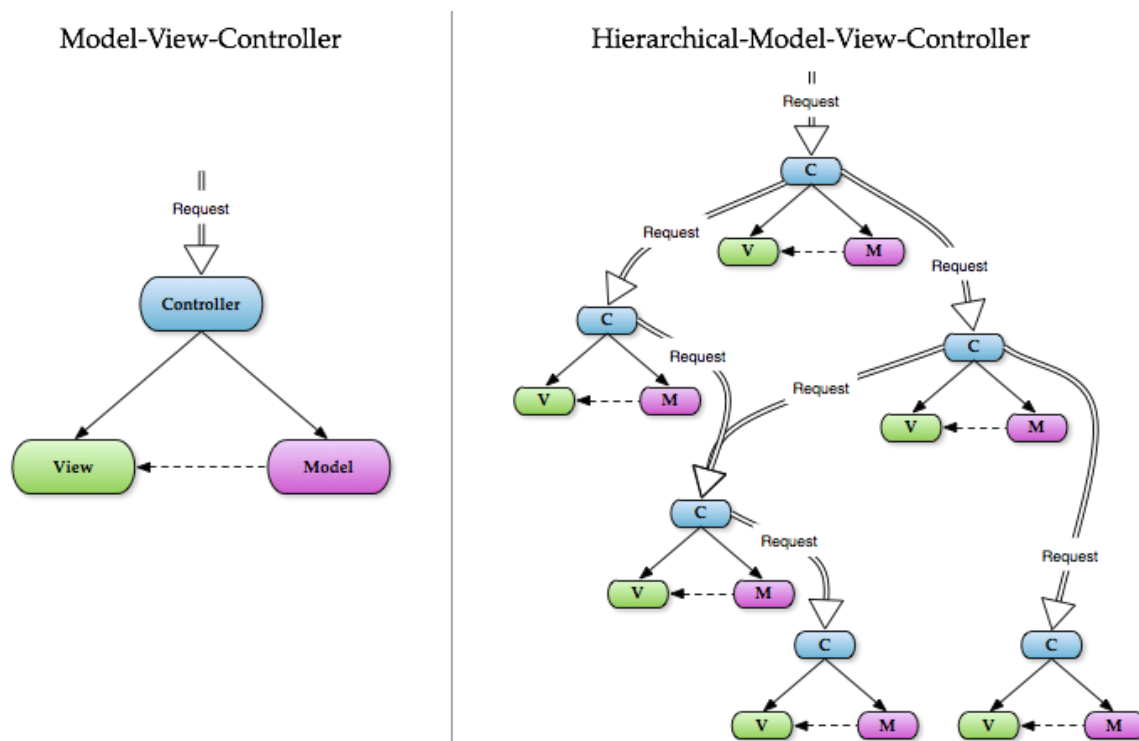 Model-View-Controller
Request
Controller
View
Model
Hierarchical-Model-View-Controller
Request
C
V
M
Request
Request
C
V
M
Request
C
V
M
Request
C
V
M
Request
Request
C
V
M
C
V
M